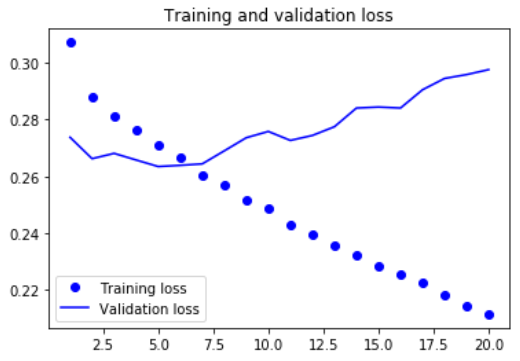 Training and validation loss
0.30
0.28
0.26
0.24
0.22
Training loss
Validation loss
2.5 5.0 7.5 10.0 12.5 15.0 17.5 20.0